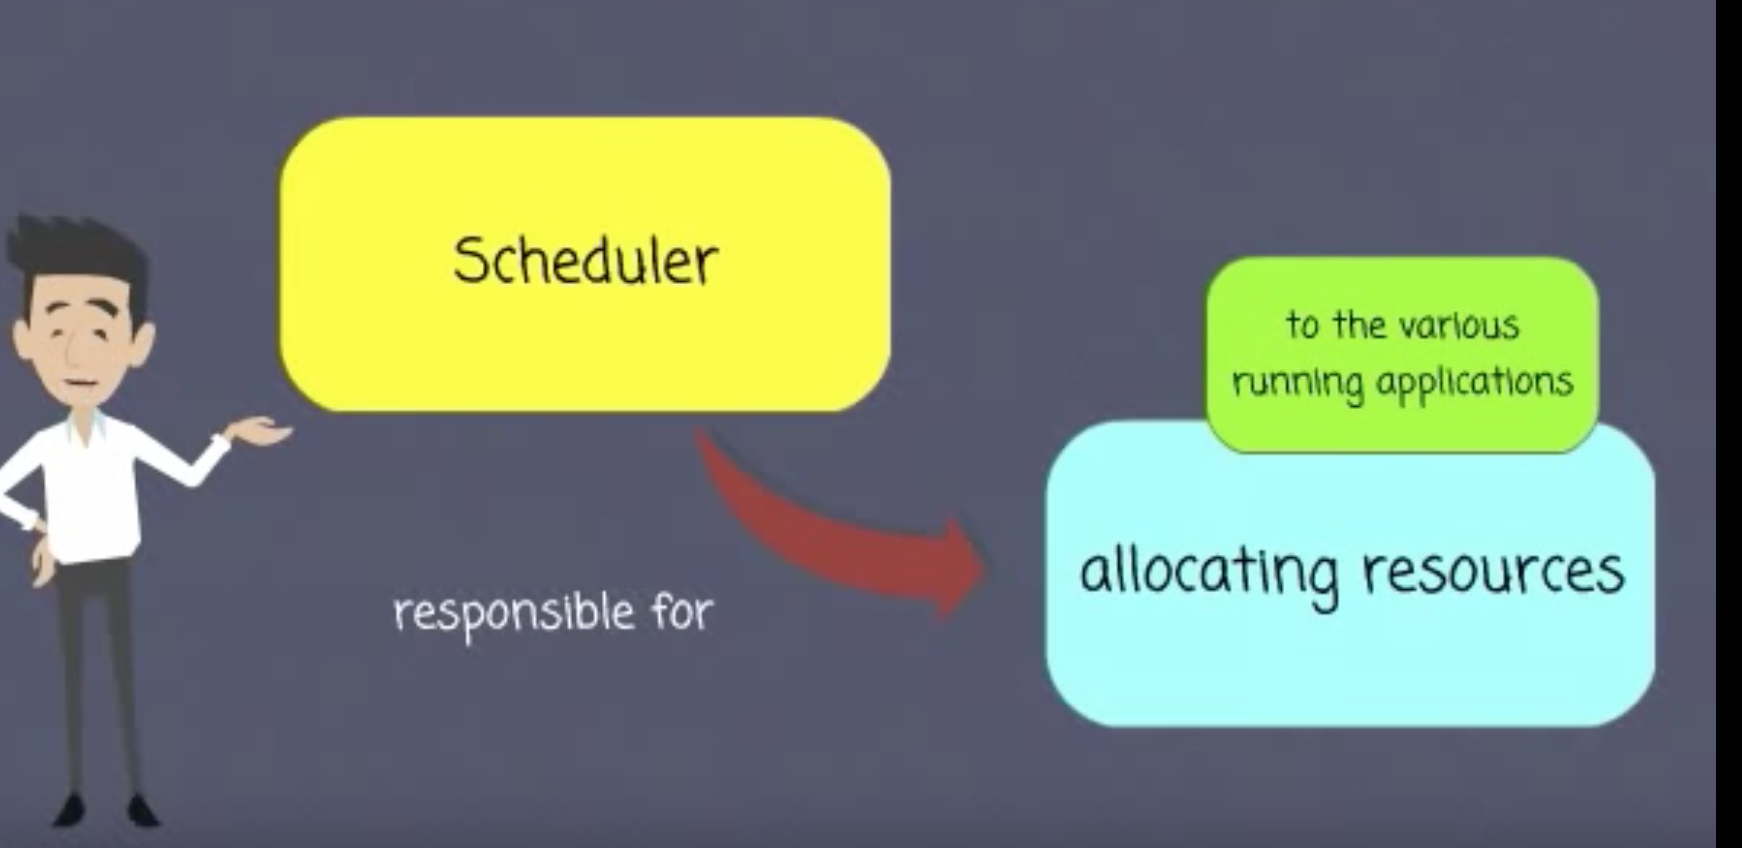 Scheduler
responsible for
allocating resources
to the various
running applications